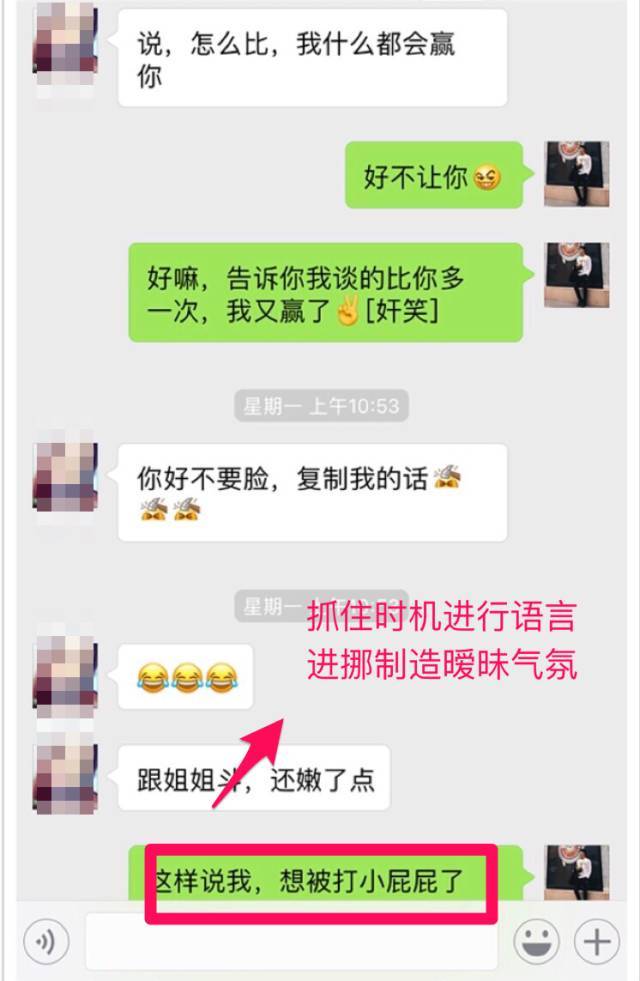 说，怎么比，我什么都会赢
你
好不让你
好嘛，告诉你我谈的比你多
一次，我又赢了✌️[奸笑]
星期一 上午10:53
你好不要脸，复制我的话
星期一
抓住时机进行语言
进挪制造暧昧气氛
😂😂😂
跟姐姐斗，还嫩了点
这样说我，想被打小屁屁了